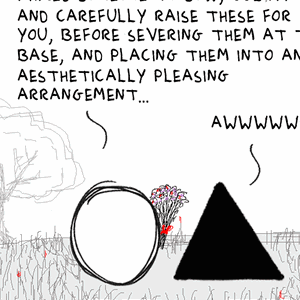 AND CAREFULLY RAISE THESE FOR
YOU, BEFORE SEVERING THEM AT
BASE, AND PLACING THEM INTO AN
AESTHETICALLY PLEASING
ARRANGEMENT...
AWWWWW